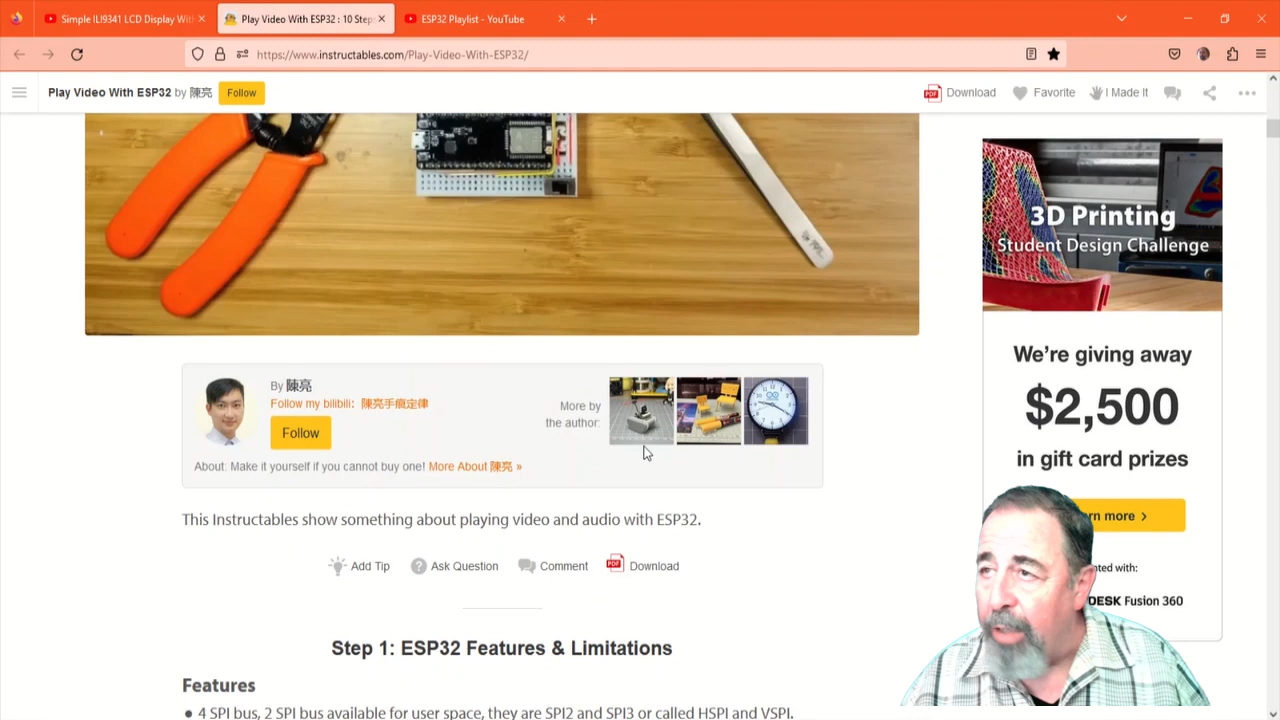 Simple ILI9341 LCD Display Wit
Play Video With ESP32 : 10 Step
ESP32 Playlist - YouTube
https://www.instructables.com/Play-Video-With-ESP32/
Play Video With ESP32 by 陳亮
Follow
Download
Favorite
I Made It
3D Printing
Student Design Challenge
We’re giving away
$2,500
in gift card prizes
rn more
nted with:
DESK Fusion 360
By 陳亮
Follow my bilibili: 陳亮手痕定律
Follow
About: Make it yourself if you cannot buy one! More About 陳亮 »
More by
the author:
This Instructables show something about playing video and audio with ESP32.
Add Tip
Ask Question
Comment
PDF
Download
Step 1: ESP32 Features & Limitations
Features
● 4 SPI bus, 2 SPI bus available for user space, they are SPI2 and SPI3 or called HSPI and VSPI.